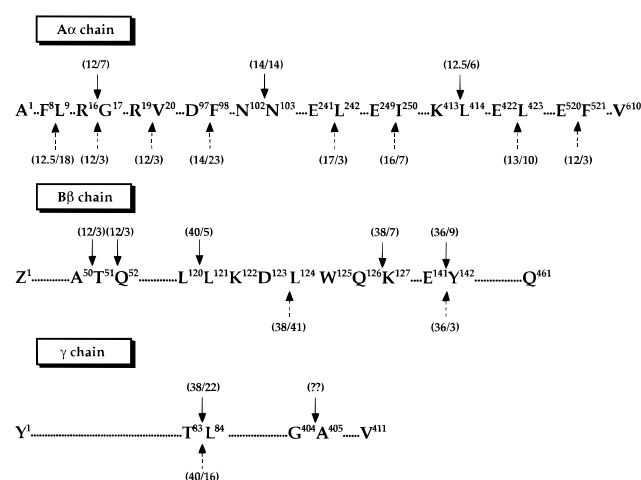 Aα chain
(12/7) (14/14) (12.5/6)
A1..F8L9..R16G17..R19V20..D97F98..N102N103....E241L242...E249I250....K413L414...E422L423....E520F521..V610
(12.5/18) (12/3) (12/3) (14/23) (17/3) (16/7) (13/10) (12/3)
Bβ chain
(12/3)(12/3) (40/5) (38/7) (36/9)
Z1............A50T51Q52............L120L121K122D123L124 W125Q126K127....E141Y142...............Q461
(38/41) (36/3)
γ chain
(38/22) (??)
Y1................................................T83L84...................G404A405.....V411
(40/16)